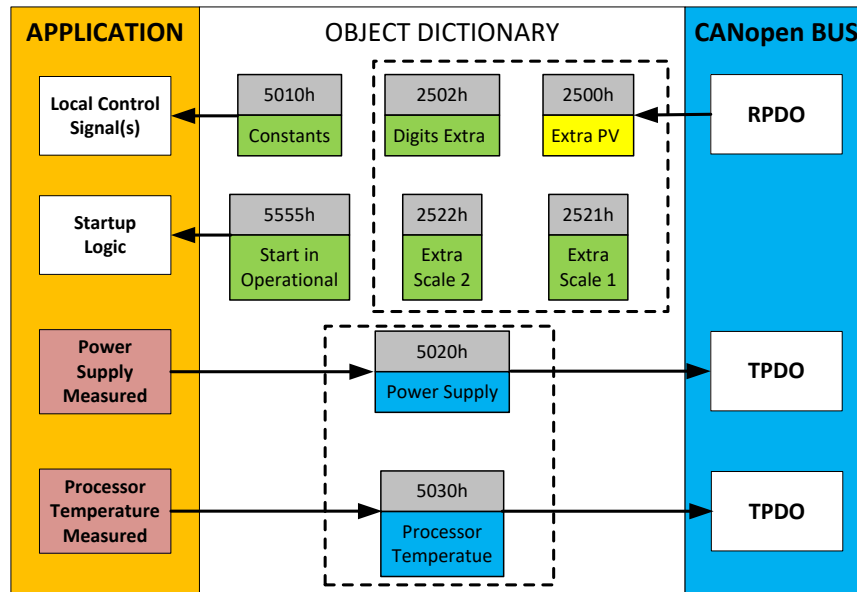 APPLICATION
OBJECT DICTIONARY
CANopen BUS
Local Control
Signal(s)
5010h
Constants
2502h
Digits Extra
2500h
Extra PV
RPDO
Startup
Logic
5555h
Start in
Operational
2522h
Extra
Scale 2
2521h
Extra
Scale 1
Power
Supply
Measured
5020h
Power Supply
TPDO
Processor
Temperature
Measured
5030h
Processor
Temperatue
TPDO